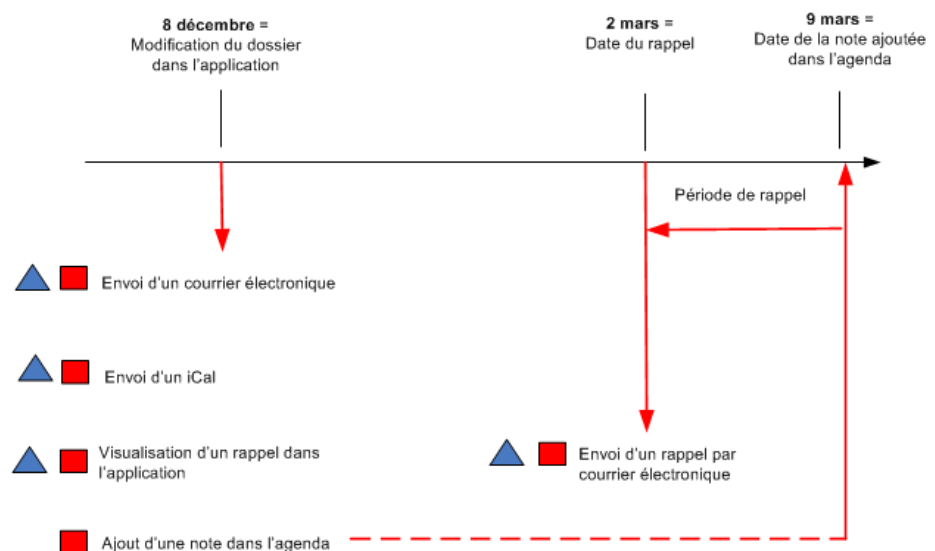 8 décembre =
Modification du dossier
dans l'application
2 mars =
Date du rappel
9 mars =
Date de la note ajoutée
dans l'agenda
Période de rappel
Envoi d'un courrier électronique
Envoi d'un iCal
Visualisation d'un rappel dans
l'application
Envoi d'un rappel par
courrier électronique
Ajout d'une note dans l'agenda